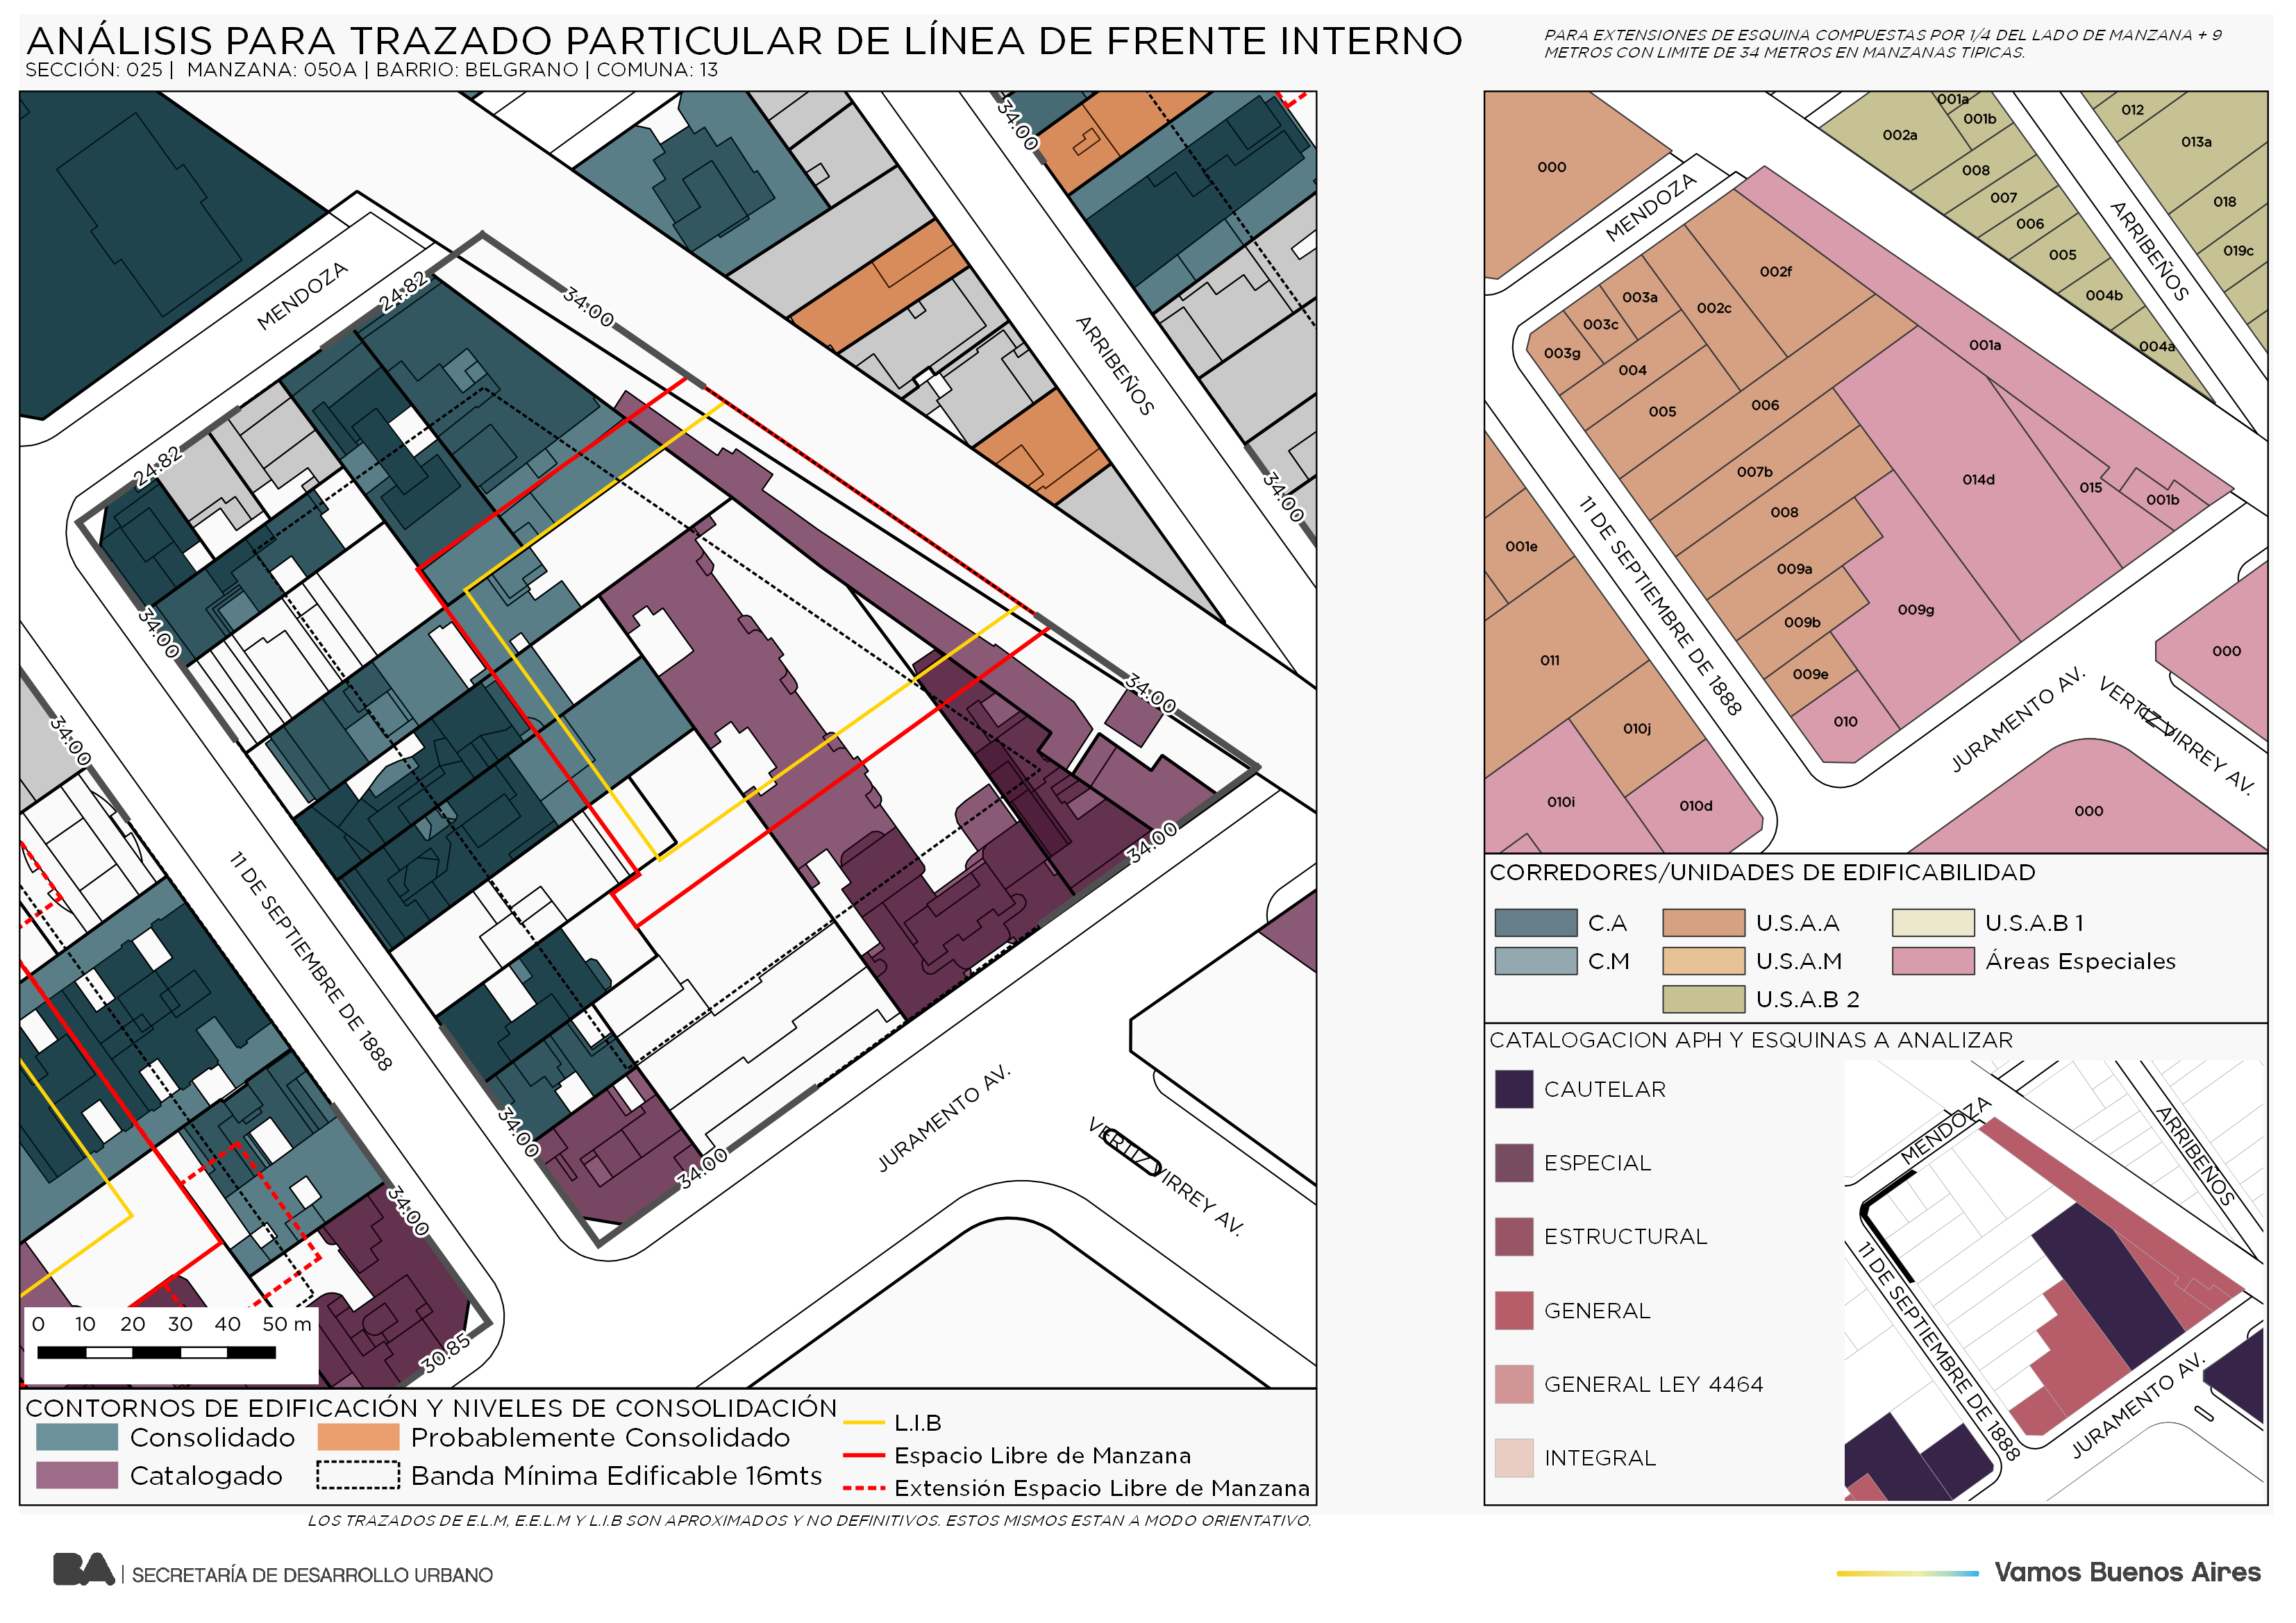 ANÁLISIS PARA TRAZADO PARTICULAR DE LÍNEA DE FRENTE INTERNO
SECCIÓN: 025 | MANZANA: 050A | BARRIO: BELGRANO | COMUNA: 13
PARA EXTENSIONES DE ESQUINA COMPUESTAS POR 1/4 DEL LADO DE MANZANA + 9
METROS CON LIMITE DE 34 METROS EN MANZANAS TIPICAS.
34.00
MENDOZA
24.82
34.00
ARRIBEÑOS
24.82
34.00
34.00
34.00
34.00
11 DE SEPTIEMBRE DE 1888
34.00
34.00
34.00
JURAMENTO AV.
VERTIZ VIRREY AV.
34.00
30.85
0 10 20 30 40 50 m
CONTORNOS DE EDIFICACIÓN Y NIVELES DE CONSOLIDACIÓN
Consolidado
Probablemente Consolidado
Catalogado
Banda Mínima Edificable 16mts
L.I.B
Espacio Libre de Manzana
Extensión Espacio Libre de Manzana
LOS TRAZADOS DE E.L.M, E.E.L.M Y L.I.B SON APROXIMADOS Y NO DEFINITIVOS. ESTOS MISMOS ESTAN A MODO ORIENTATIVO.
001a
012
001b
002a
013a
000
008
MENDOZA
007
018
006
ARRIBEÑOS
005
019c
002f
003a
004b
002c
003c
001a
004a
003g
004
005
006
007b
014d
015
001b
008
11 DE SEPTIEMBRE DE 1888
001e
009a
009g
009b
000
011
009e
010
010j
JURAMENTO AV.
VERTIZ VIRREY AV.
010i
010d
000
CORREDORES/UNIDADES DE EDIFICABILIDAD
C.A
U.S.A.A
U.S.A.B 1
C.M
U.S.A.M
Áreas Especiales
U.S.A.B 2
CATALOGACION APH Y ESQUINAS A ANALIZAR
CAUTELAR
ESPECIAL
ESTRUCTURAL
GENERAL
GENERAL LEY 4464
INTEGRAL
MENDOZA
ARRIBEÑOS
11 DE SEPTIEMBRE DE 1888
JURAMENTO AV.
BA | SECRETARÍA DE DESARROLLO URBANO
Vamos Buenos Aires